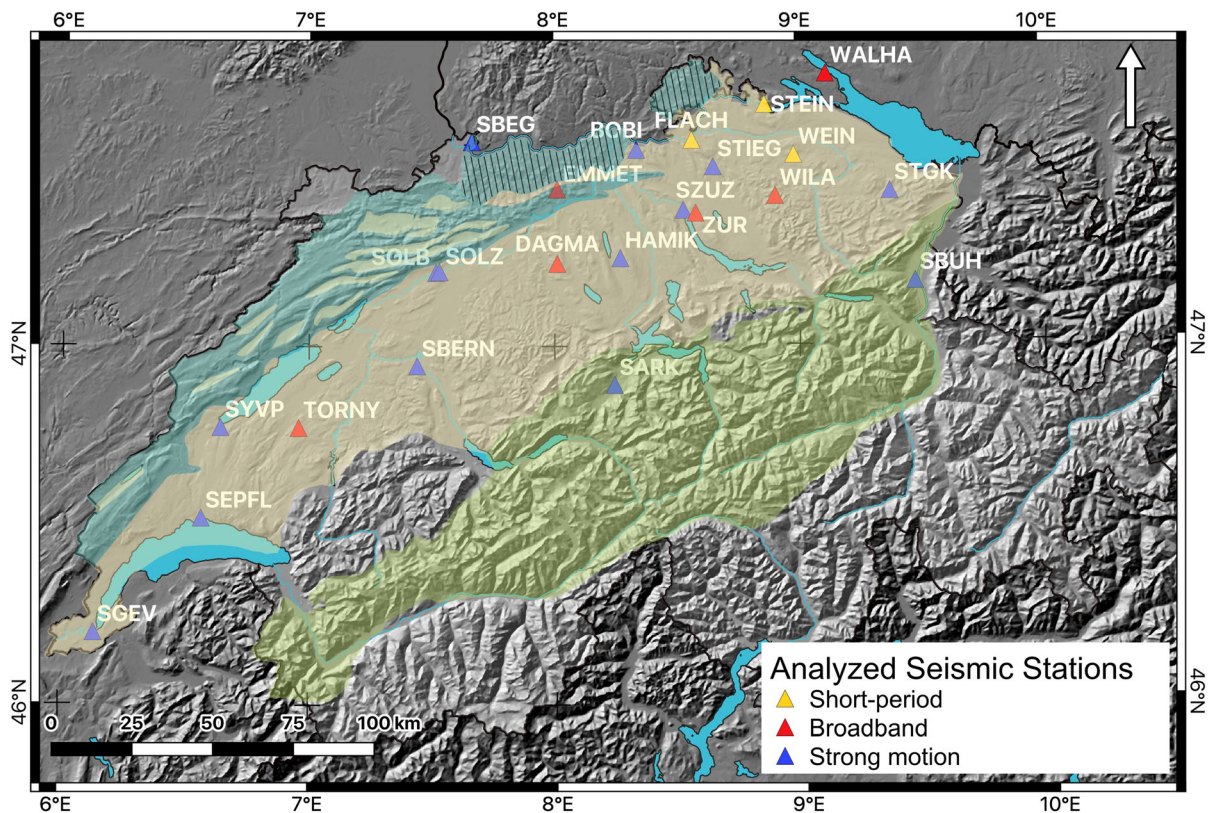 6°E 7°E 8°E 9°E 10°E
WALHA
STEIN
SBEG
FLACH
BOBI
WEIN
STIEG
EMMET
WILA
STGK
SZUZ
ZUR
DAGMA
HAMIK
SOLB
SOLZ
SBUH
47°N
47°N
SBERN
SARK
SYVP
TORNY
SEPFL
SGEV
46°N
46°N
0 25 50 75 100 km
Analyzed Seismic Stations
Short-period
Broadband
Strong motion
6°E 7°E 8°E 9°E 10°E